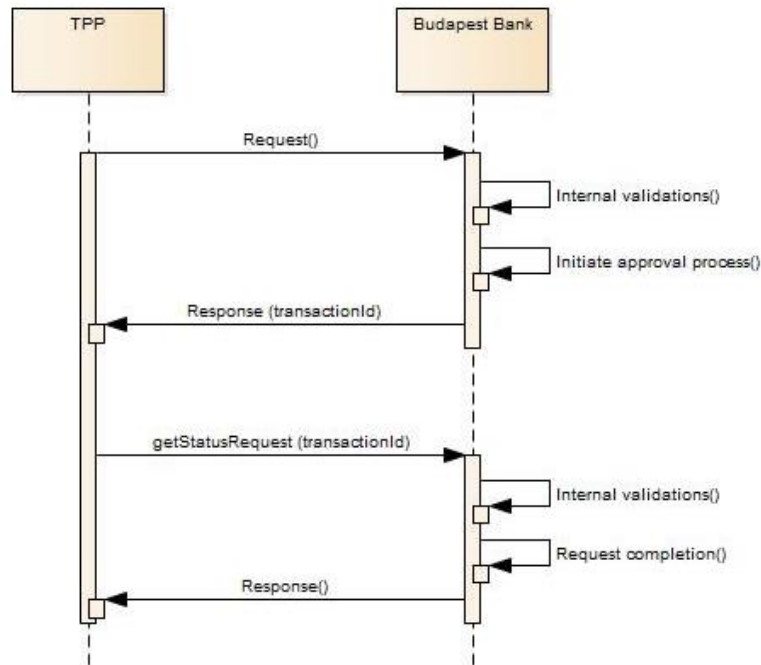 TPP
Budapest Bank
Request()
Internal validations()
Initiate approval process()
Response (transactionId)
getStatusRequest (transactionId)
Internal validations()
Request completion()
Response()